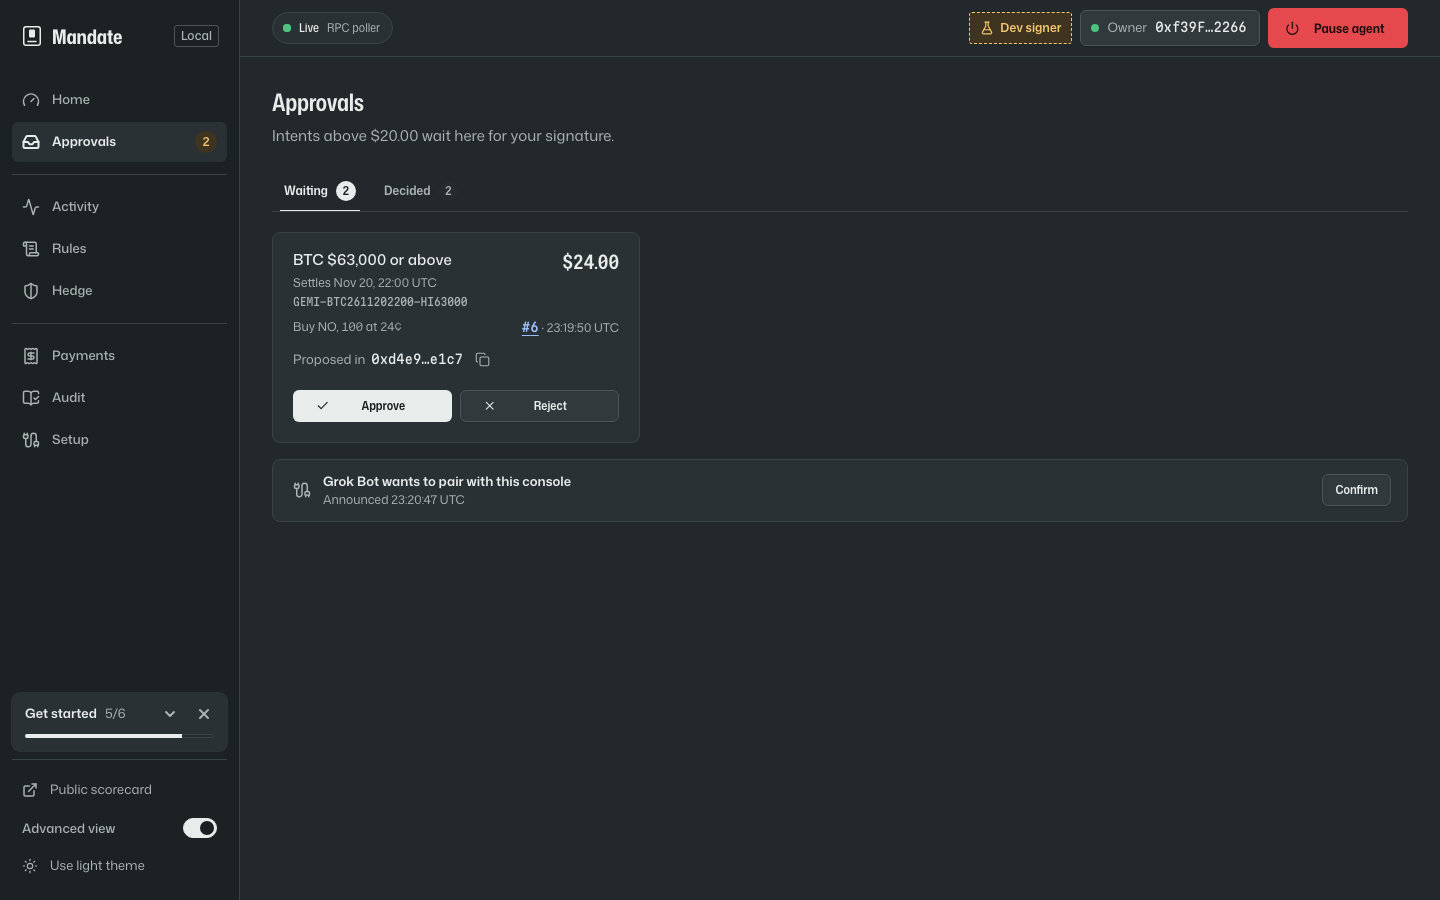 Mandate
Local
Home
Approvals 2
Activity
Rules
Hedge
Payments
Audit
Setup
Get started 5/6
Public scorecard
Advanced view
Use light theme
Live RPC poller
Dev signer
Owner 0xf39F…2266
Pause agent
Approvals
Intents above $20.00 wait here for your signature.
Waiting 2
Decided 2
BTC $63,000 or above
$24.00
Settles Nov 20, 22:00 UTC
GEMI-BTC2611202200-HI63000
Buy NO, 100 at 24¢
#6 · 23:19:50 UTC
Proposed in 0xd4e9…e1c7
Approve
Reject
Grok Bot wants to pair with this console
Announced 23:20:47 UTC
Confirm